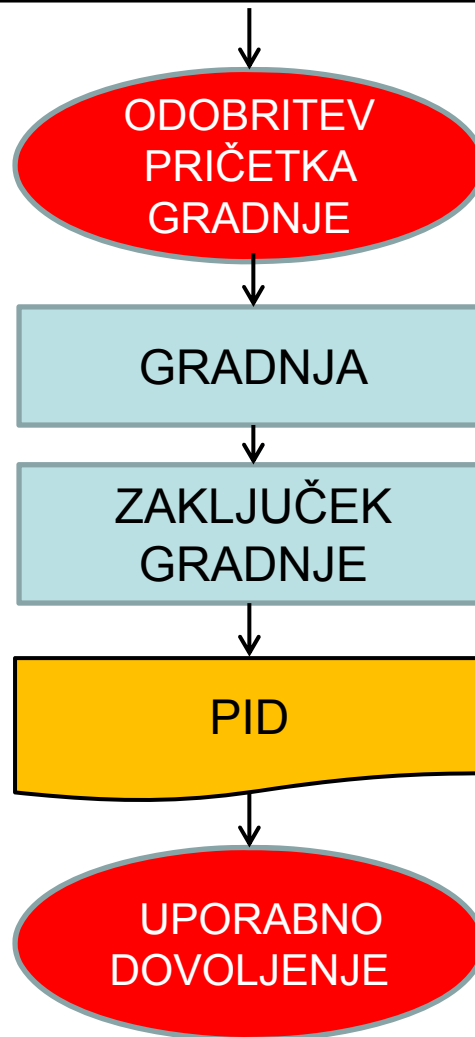 ODOBRITEV
PRIČETKA
GRADNJE
GRADNJA
ZAKLJUČEK
GRADNJE
PID
UPORABNO
DOVOLJENJE